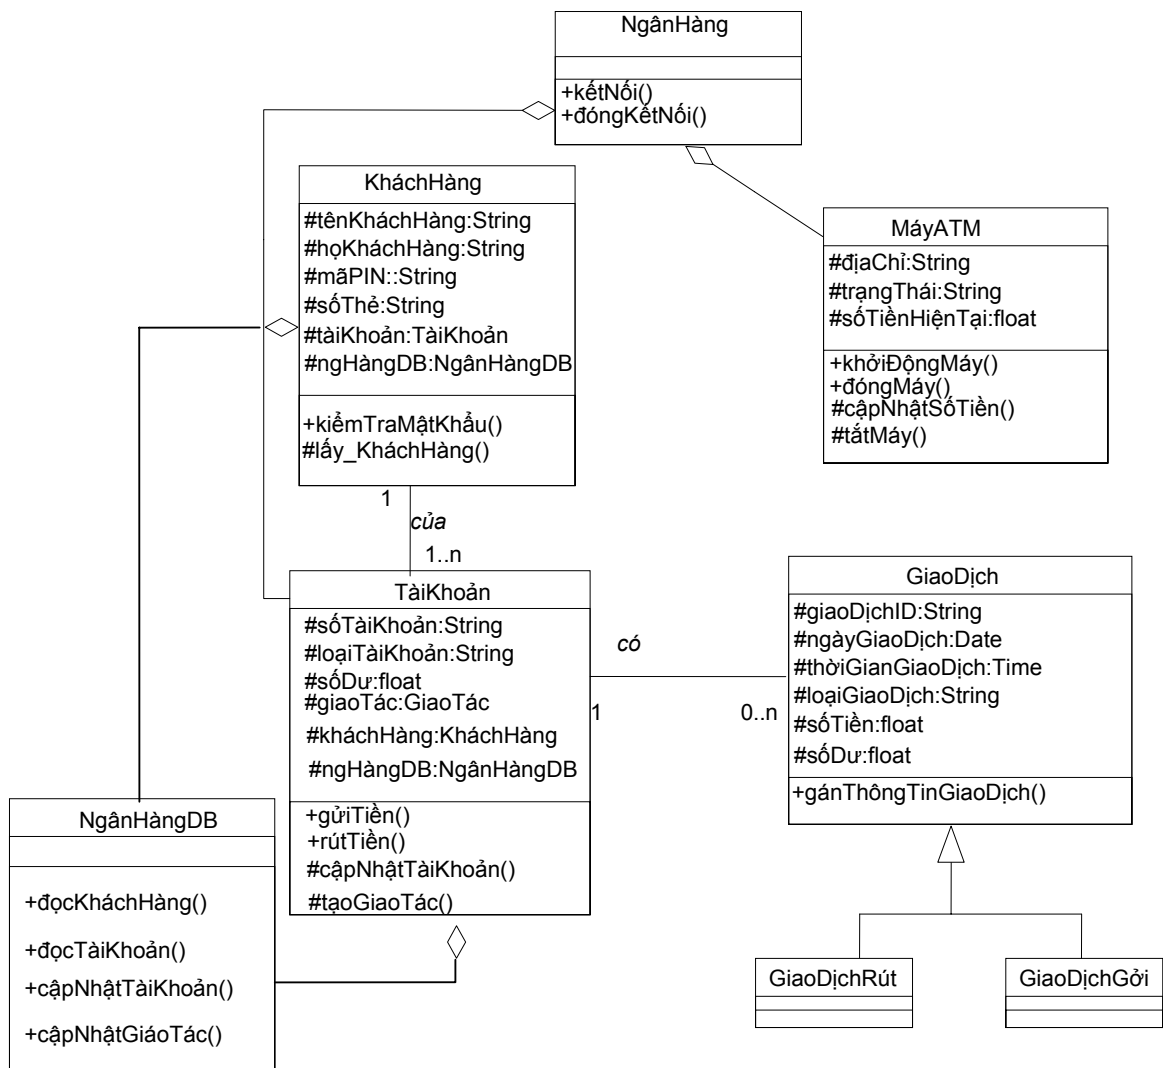 NgânHàng
+kếtNối()
+đóngKếtNối()
KháchHàng
#tênKháchHàng:String
#họKháchHàng:String
#mãPIN::String
#sốThẻ:String
#tàiKhoản:TàiKhoản
#ngHàngDB:NgânHàngDB
+kiểmTraMậtKhẩu()
#lấy_KháchHàng()
MáyATM
#địaChỉ:String
#trạngThái:String
#sốTiềnHiệnTại:float
+khởiĐộngMáy()
+đóngMáy()
#cậpNhậtSốTiền()
#tắtMáy()
1
của
1..n
TàiKhoản
#sốTàiKhoản:String
#loạiTàiKhoản:String
#sốDư:float
#giaoTác:GiaoTác
#kháchHàng:KháchHàng
#ngHàngDB:NgânHàngDB
+gửiTiền()
+rútTiền()
#cậpNhậtTàiKhoản()
#tạoGiaoTác()
có
1
0..n
GiaoDịch
#giaoDịchID:String
#ngàyGiaoDịch:Date
#thờiGianGiaoDịch:Time
#loạiGiaoDịch:String
#sốTiền:float
#sốDư:float
+gánThôngTinGiaoDịch()
NgânHàngDB
+đọcKháchHàng()
+đọcTàiKhoản()
+cậpNhậtTàiKhoản()
+cậpNhậtGiáoTác()
GiaoDịchRút
GiaoDịchGởi